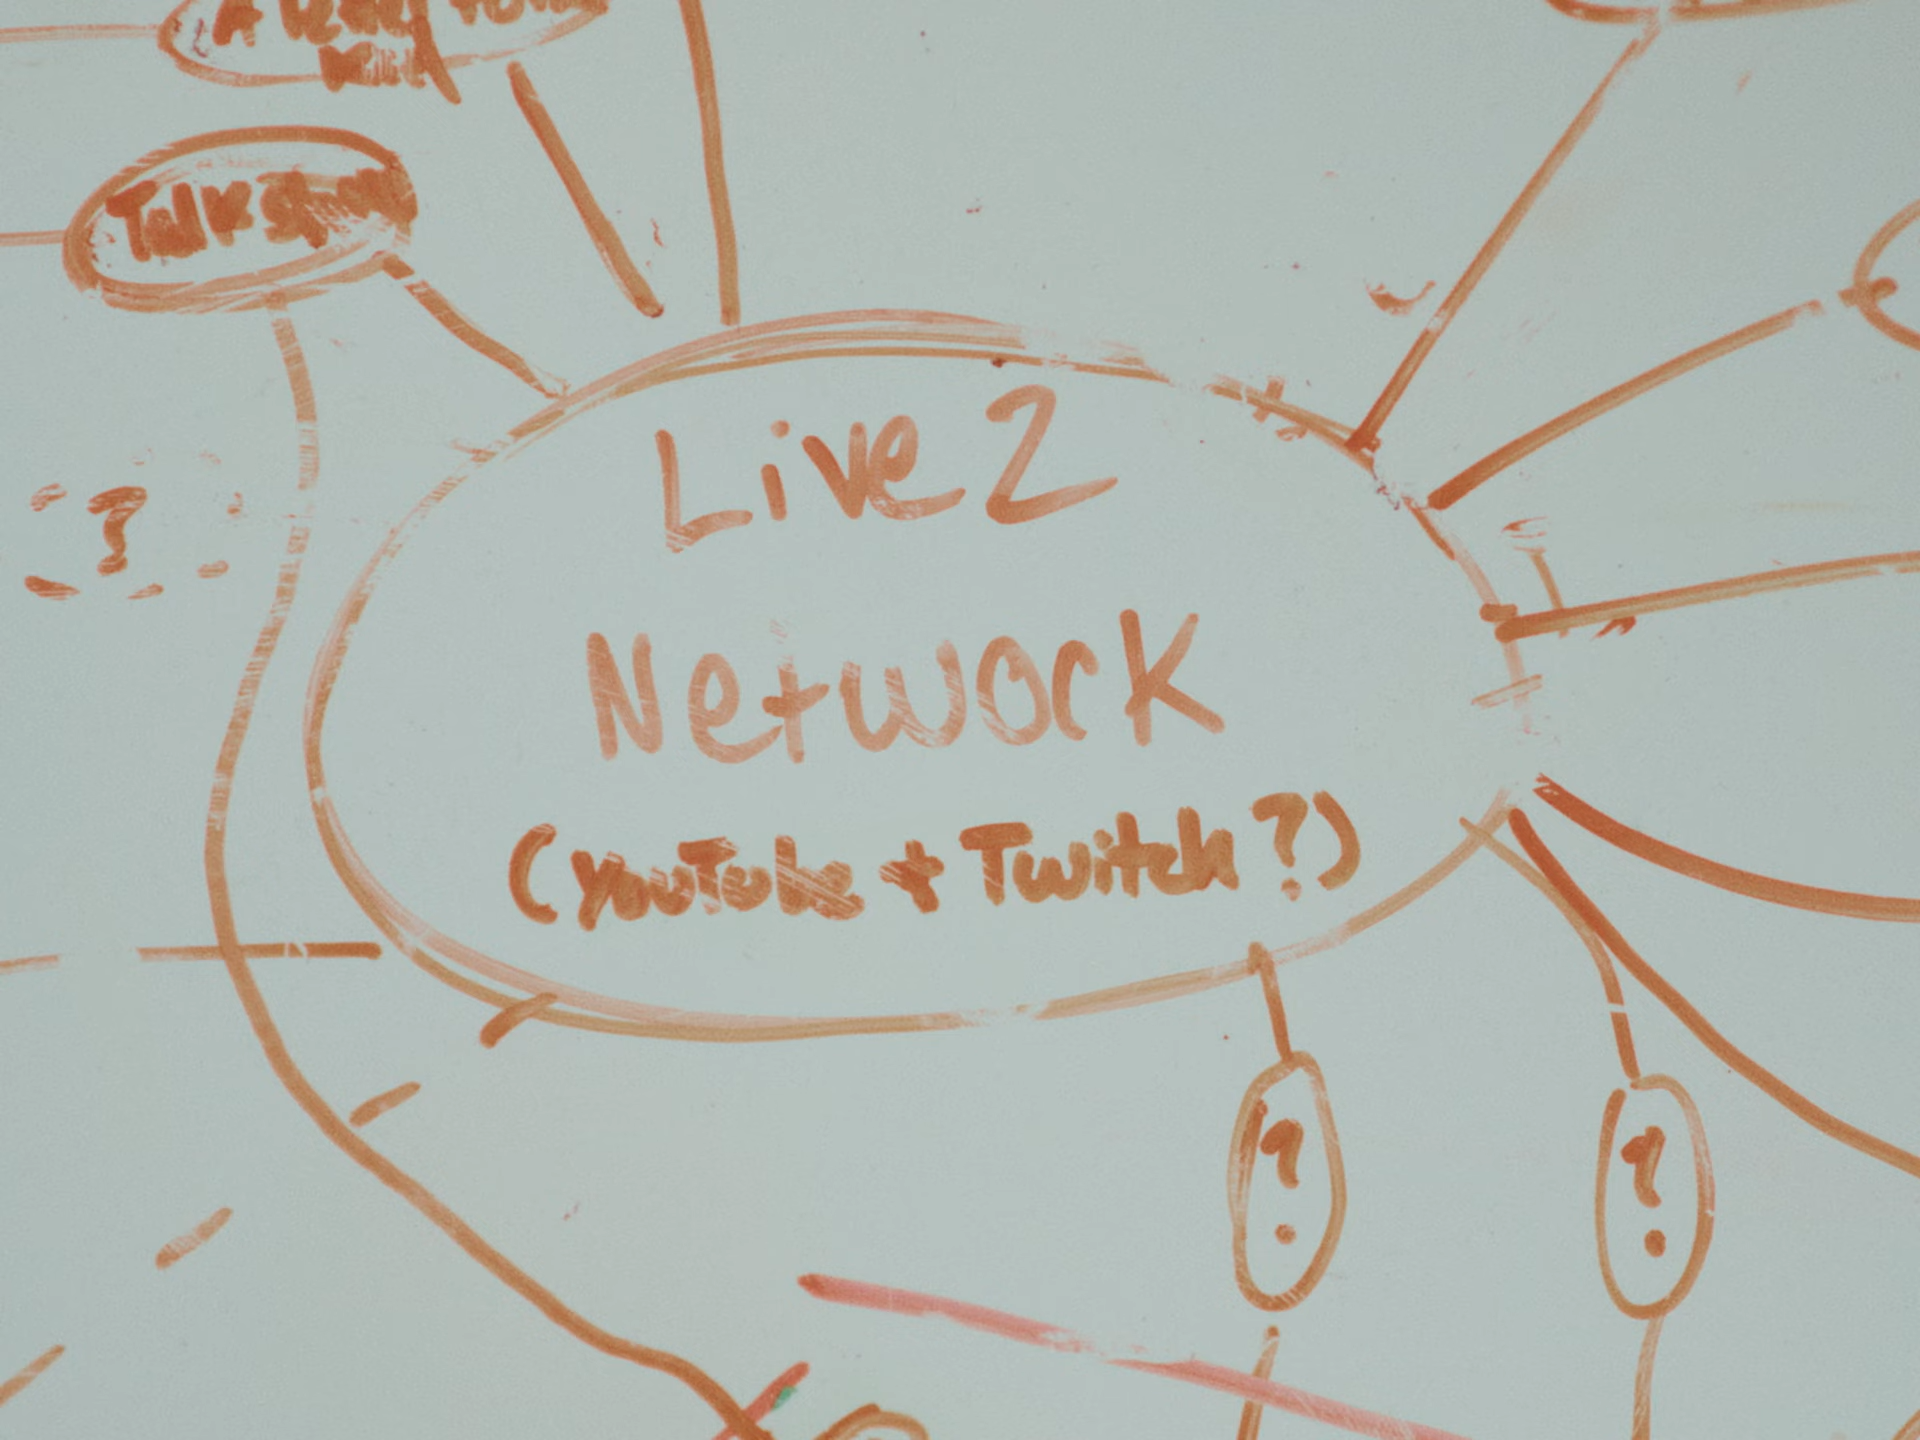 A
Talk Show
?
Live 2
Network
(YouTube + Twitch?)
?
?